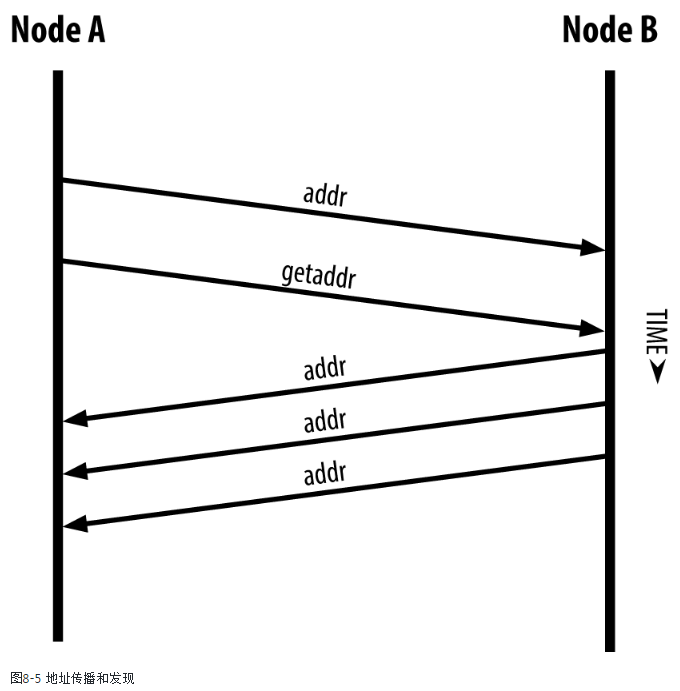 Node A
Node B
addr
getaddr
TIME
addr
addr
addr
图8-5 地址传播和发现